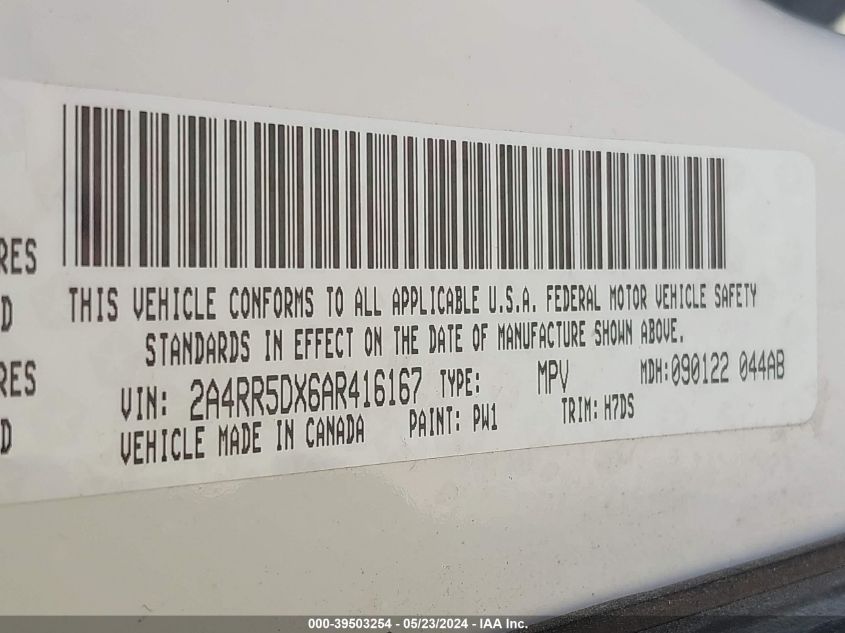 RES
D
RES
D
THIS VEHICLE CONFORMS TO ALL APPLICABLE U.S.A. FEDERAL MOTOR VEHICLE SAFETY
STANDARDS IN EFFECT ON THE DATE OF MANUFACTURE SHOWN ABOVE.
VIN: 2A4RR5DX6AR416167 TYPE: MPV MDH:090122 044AB
VEHICLE MADE IN CANADA PAINT: PW1 TRIM: H7DS
000-39503254 - 05/23/2024 - IAA Inc.